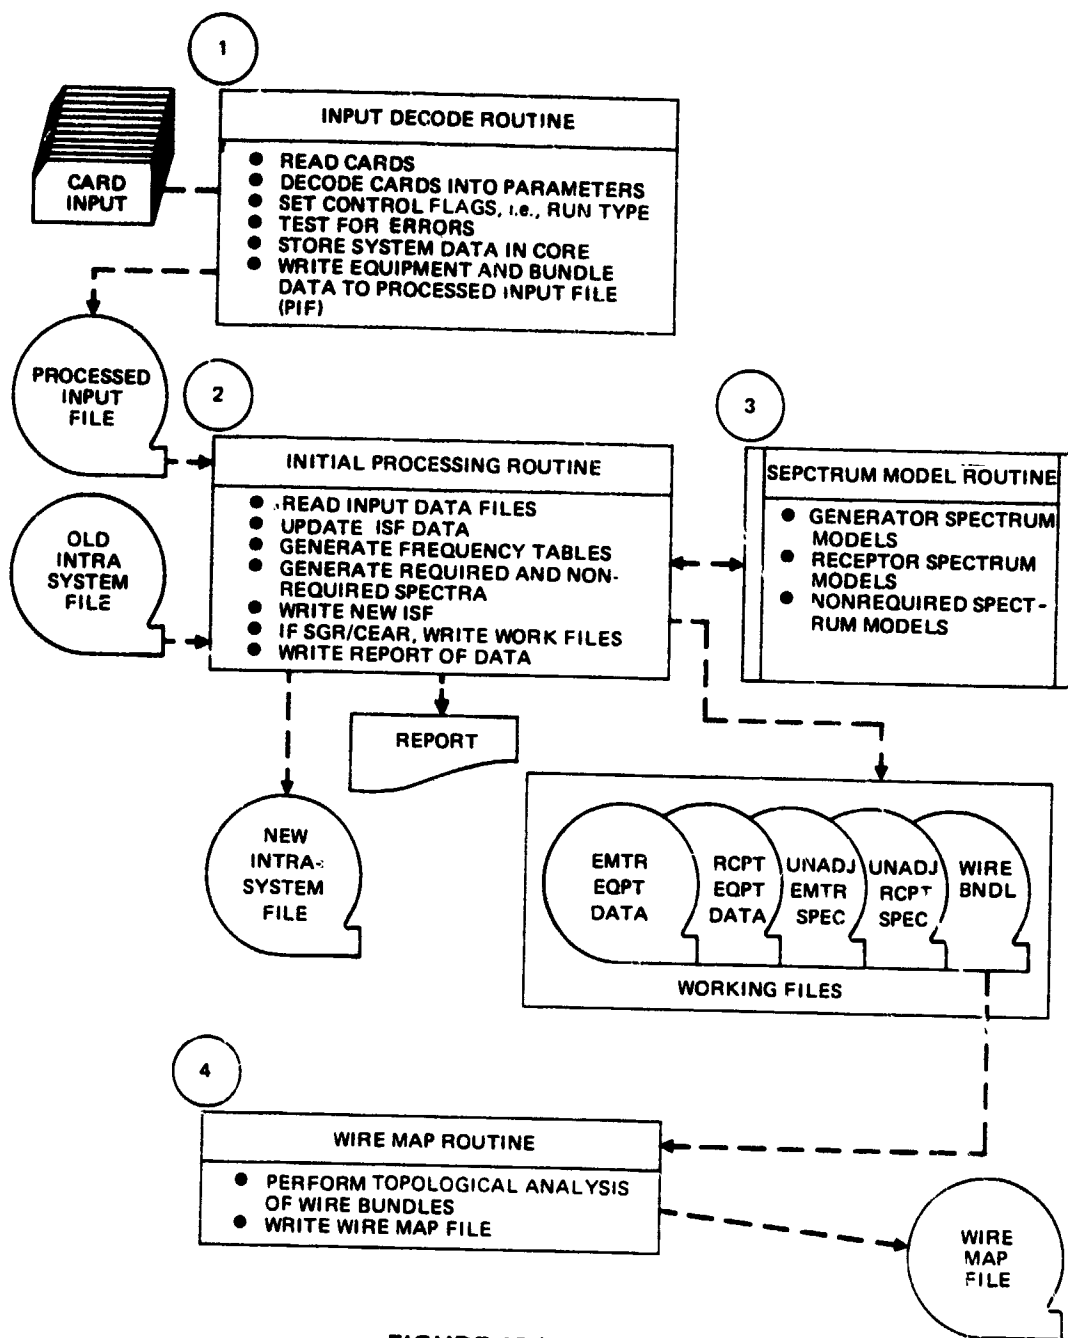 1
CARD
INPUT
INPUT DECODE ROUTINE
● READ CARDS
● DECODE CARDS INTO PARAMETERS
● SET CONTROL FLAGS, i.e., RUN TYPE
● TEST FOR ERRORS
● STORE SYSTEM DATA IN CORE
● WRITE EQUIPMENT AND BUNDLE
DATA TO PROCESSED INPUT FILE
(PIF)
PROCESSED
INPUT
FILE
2
INITIAL PROCESSING ROUTINE
● READ INPUT DATA FILES
● UPDATE ISF DATA
● GENERATE FREQUENCY TABLES
● GENERATE REQUIRED AND NON-
REQUIRED SPECTRA
● WRITE NEW ISF
● IF SGR/CEAR, WRITE WORK FILES
● WRITE REPORT OF DATA
OLD
INTRA
SYSTEM
FILE
3
SEPCTRUM MODEL ROUTINE
● GENERATOR SPECTRUM
MODELS
● RECEPTOR SPECTRUM
MODELS
● NONREQUIRED SPECT-
RUM MODELS
REPORT
NEW
INTRA-
SYSTEM
FILE
EMTR
EQPT
DATA
RCPT
EQPT
DATA
UNADJ
EMTR
SPEC
UNADJ
RCPT
SPEC
WIRE
BNDL
WORKING FILES
4
WIRE MAP ROUTINE
● PERFORM TOPOLOGICAL ANALYSIS
OF WIRE BUNDLES
● WRITE WIRE MAP FILE
WIRE
MAP
FILE